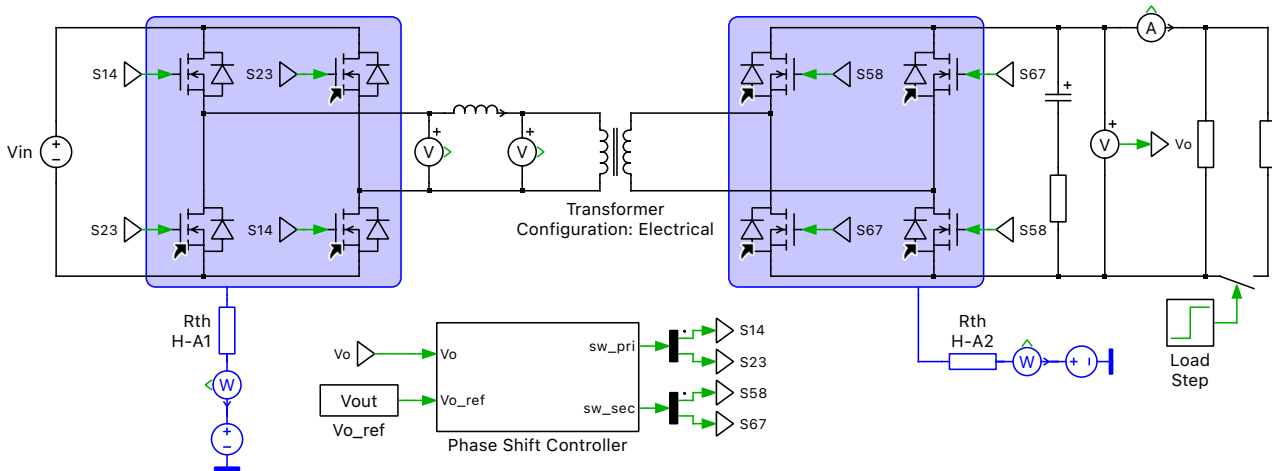 A
S14
S23
S58
S67
Vin
V
V
V
Vo
S23
S14
S67
S58
Transformer
Configuration: Electrical
Rth
H-A1
W
Vo
Vo
Vout
Vo_ref
Vo_ref
sw_pri
sw_sec
Phase Shift Controller
S14
S23
S58
S67
Rth
H-A2
W
Load
Step